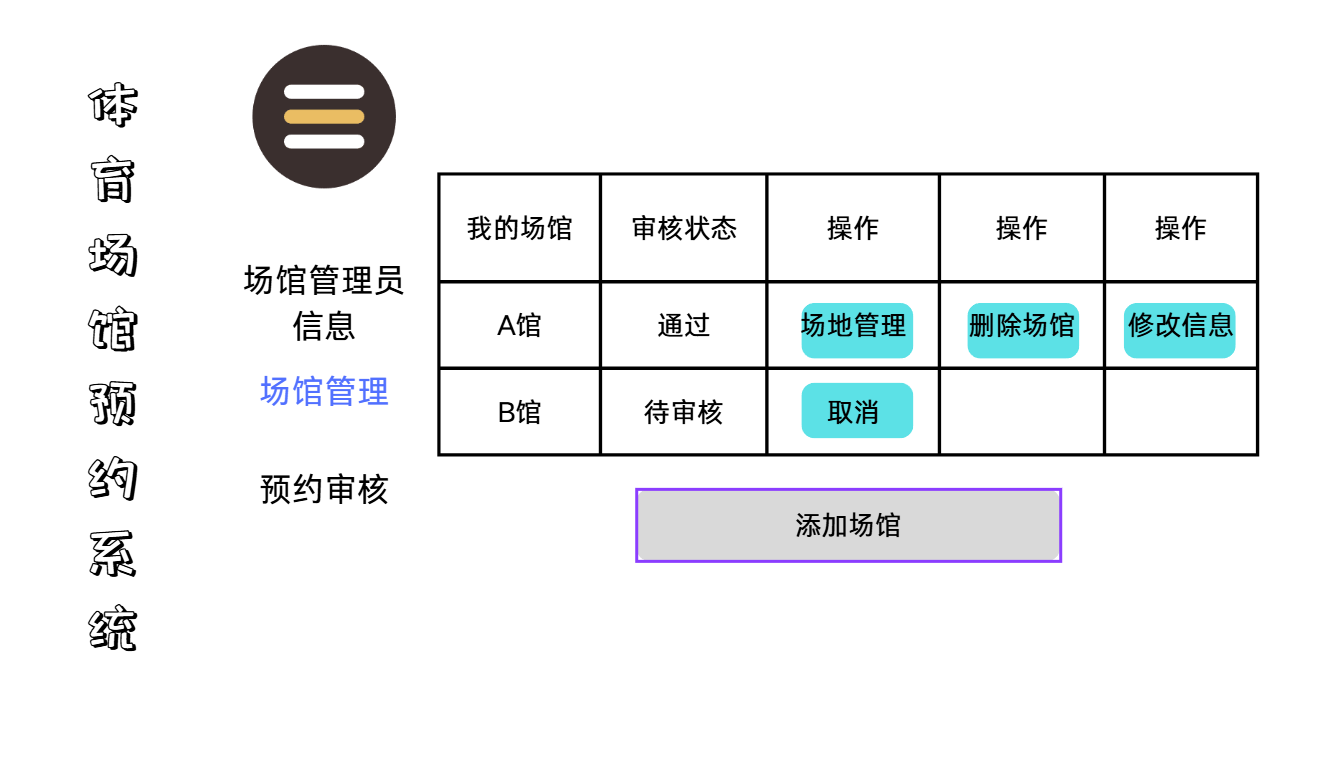 体育场馆预约系统
场馆管理员
信息
场馆管理
预约审核
我的场馆 审核状态 操作 操作 操作
A馆 通过 场地管理 删除场馆 修改信息
B馆 待审核 取消
添加场馆